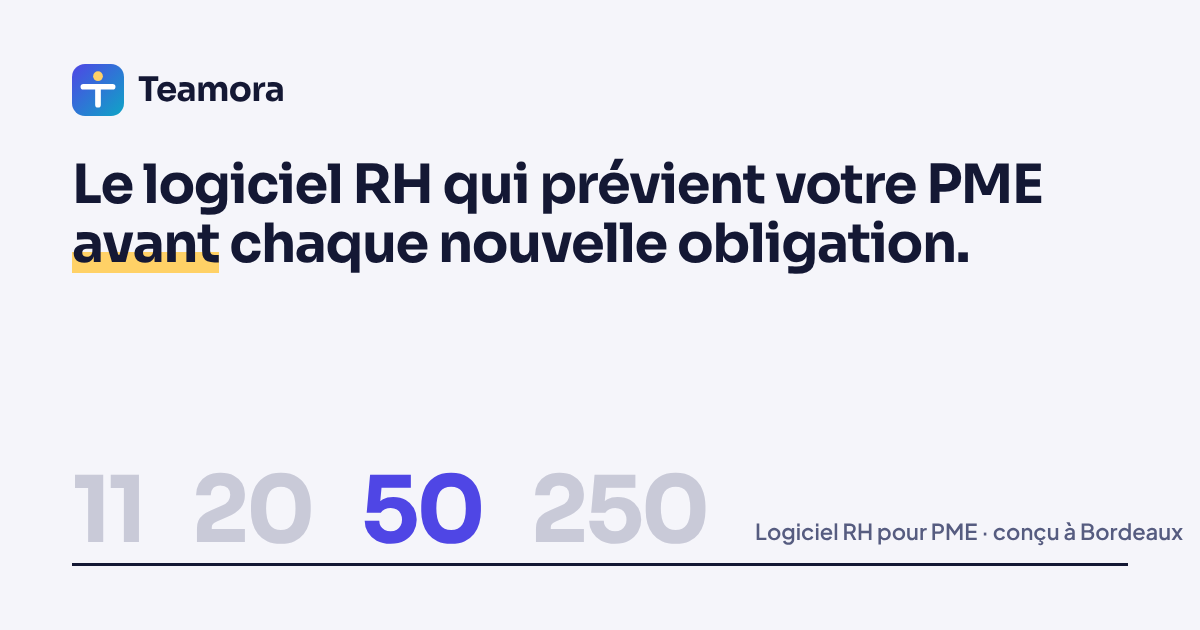 Teamora
Le logiciel RH qui prévient votre PME
avant chaque nouvelle obligation.
11 20 50 250 Logiciel RH pour PME · conçu à Bordeaux